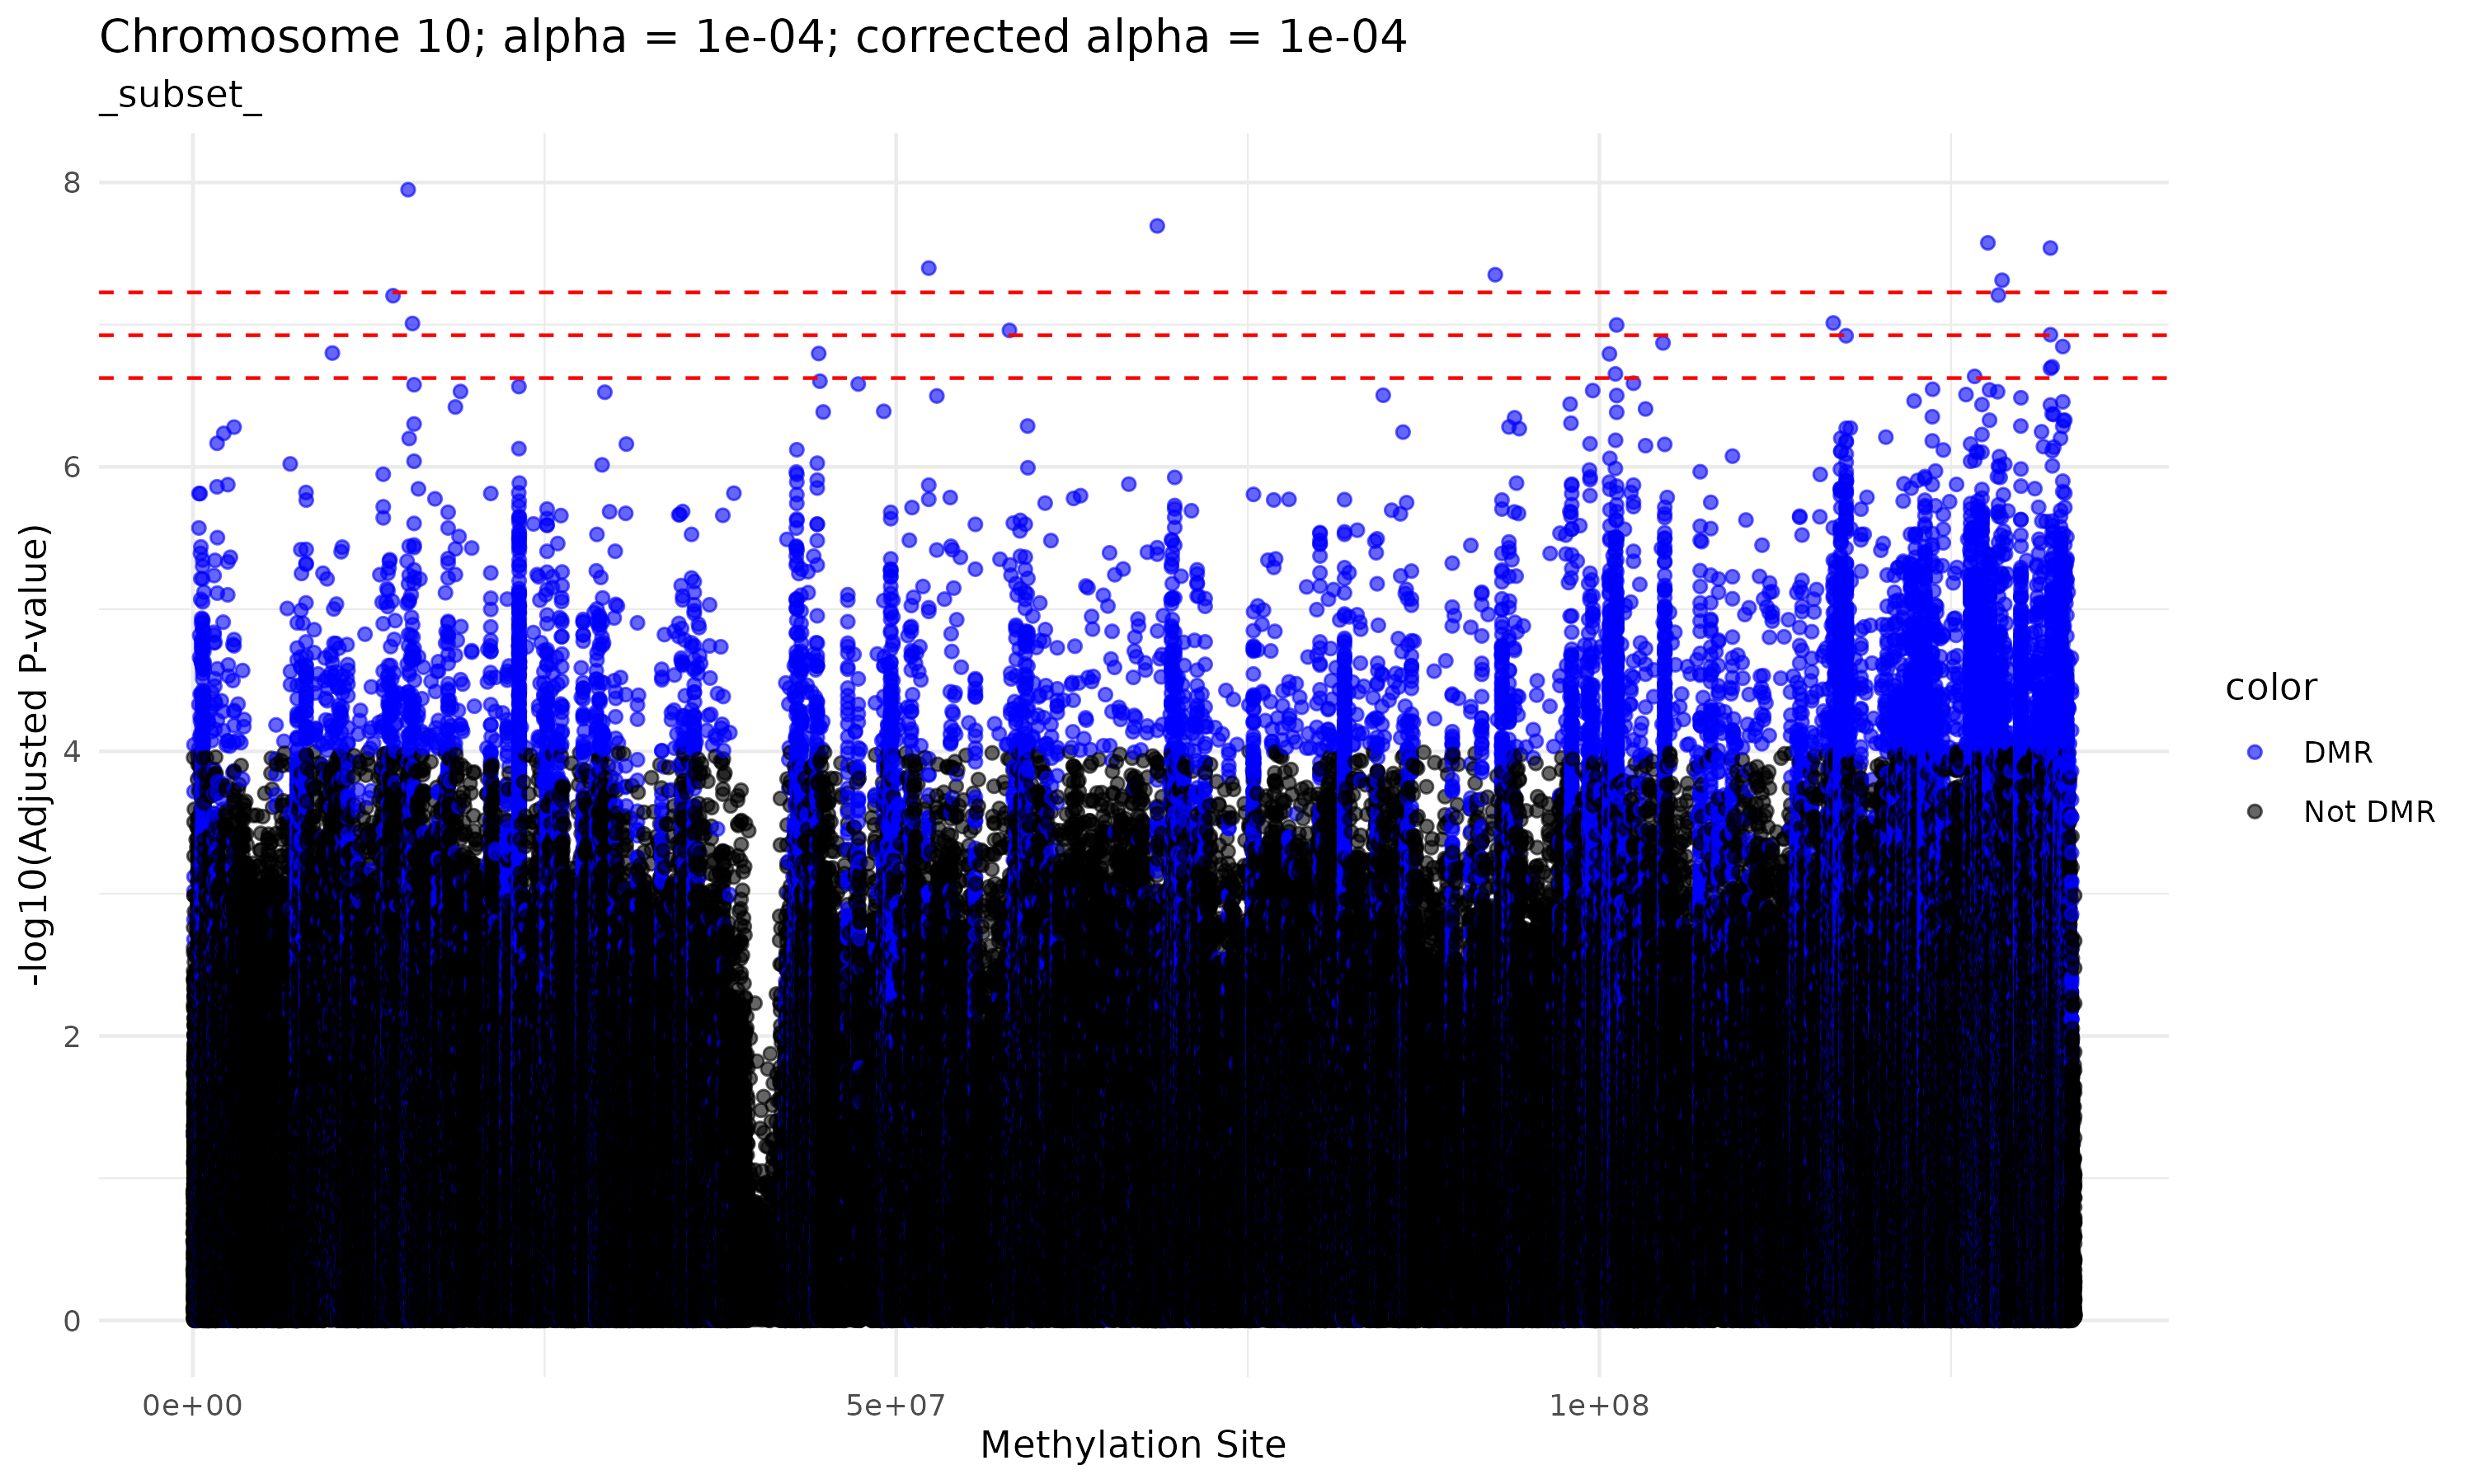 Chromosome 10; alpha = 1e-04; corrected alpha = 1e-04
_subset_
-log10(Adjusted P-value)
8
6
4
2
0
0e+00
5e+07
1e+08
Methylation Site
color
DMR
Not DMR